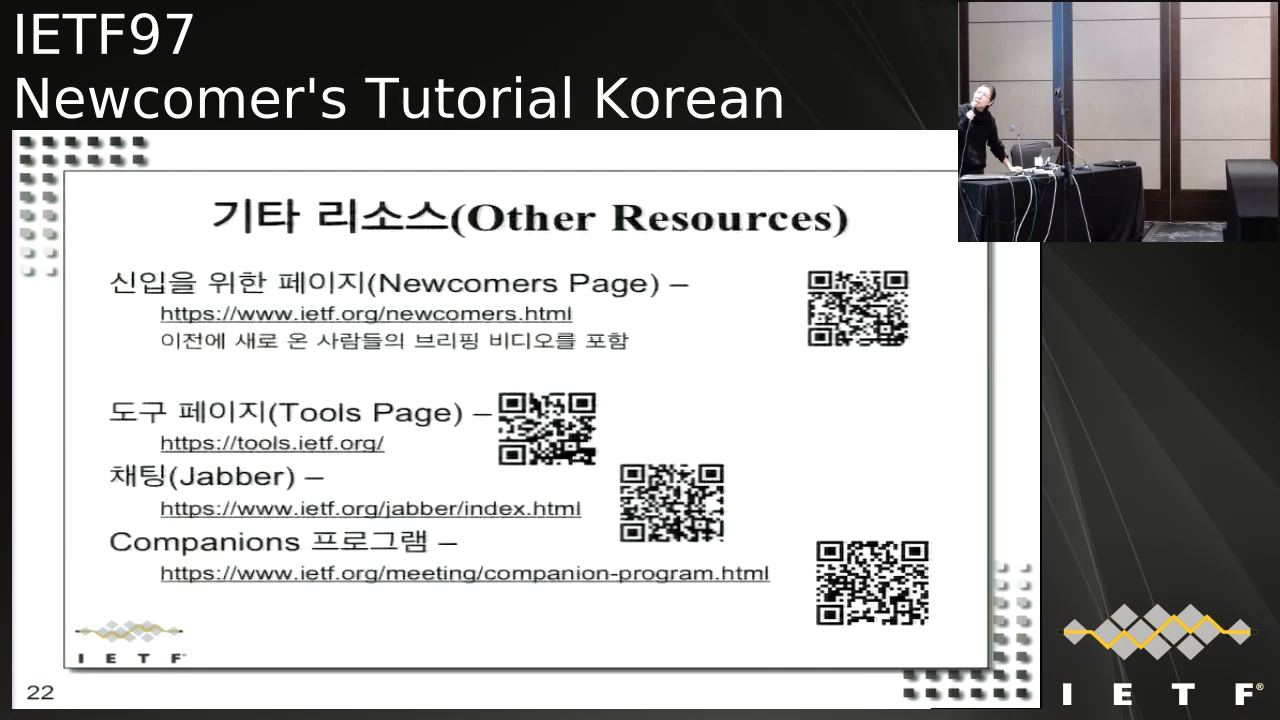 IETF97
Newcomer's Tutorial Korean
기타 리소스(Other Resources)
신입을 위한 페이지(Newcomers Page) –
https://www.ietf.org/newcomers.html
이전에 새로 온 사람들의 브리핑 비디오를 포함
도구 페이지(Tools Page) –
https://tools.ietf.org/
채팅(Jabber) –
https://www.ietf.org/jabber/index.html
Companions 프로그램 –
https://www.ietf.org/meeting/companion-program.html
I E T F
22
I E T F®